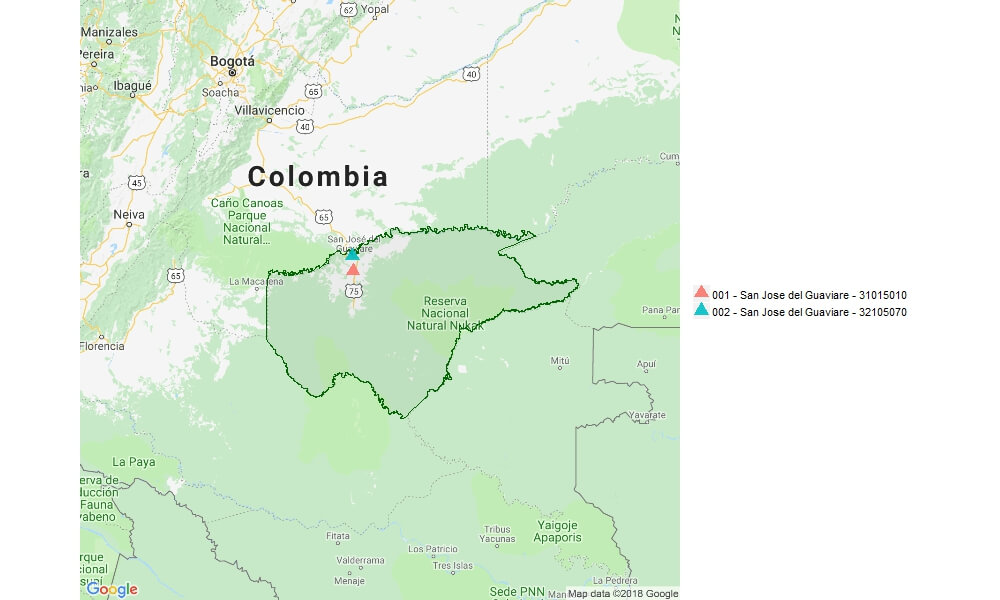 62
Yopal
Manizales
Pereira
Bogotá
40
Ibagué
Soacha
65
Villavicencio
40
Colombia
Cum
45
Caño Canoas
Parque
Nacional
Natural...
Neiva
65
San José del
Guaviare
65
La Macarena
75
Reserva
Nacional
Natural Nukak
Pana Par
001 - San Jose del Guaviare - 31015010
002 - San Jose del Guaviare - 32105070
Florencia
Mitú
Apuí
Yavarate
La Paya
erva de
ducción
Fauna
yabeno
Yaigoje
Apaporis
Tribus
Yacunas
Fitata
Los Patricio
Valderrama
Tres Islas
Menaje
rque
cional
suní
La Pedrera
Sede PNN
Google
Map data ©2018 Google